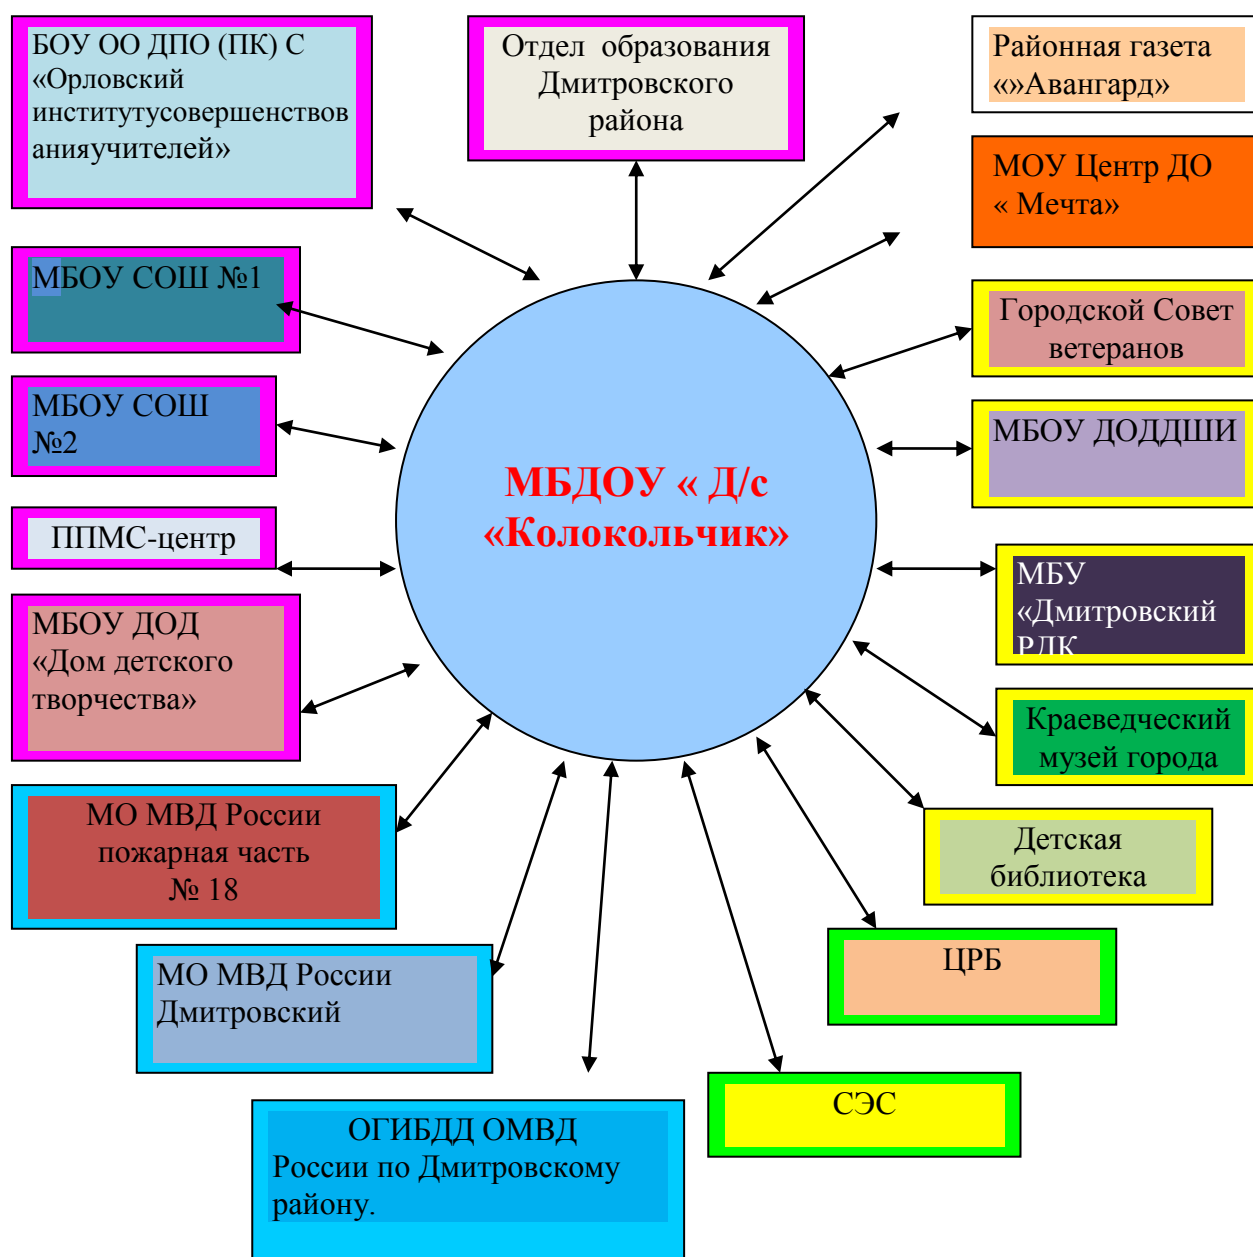 БОУ ОО ДПО (ПК) С
«Орловский
институтусовершенствов
анияучителей»
Отдел образования
Дмитровского
района
Районная газета
«»Авангард»
МОУ Центр ДО
« Мечта»
МБОУ СОШ №1
Городской Совет
ветеранов
МБОУ СОШ
№2
МБОУ ДОДДШИ
МБДОУ « Д/с
«Колокольчик»
ППМС-центр
МБУ
«Дмитровский
РДК
МБОУ ДОД
«Дом детского
творчества»
Краеведческий
музей города
МО МВД России
пожарная часть
№ 18
Детская
библиотека
МО МВД России
Дмитровский
ЦРБ
СЭС
ОГИБДД ОМВД
России по Дмитровскому
району.